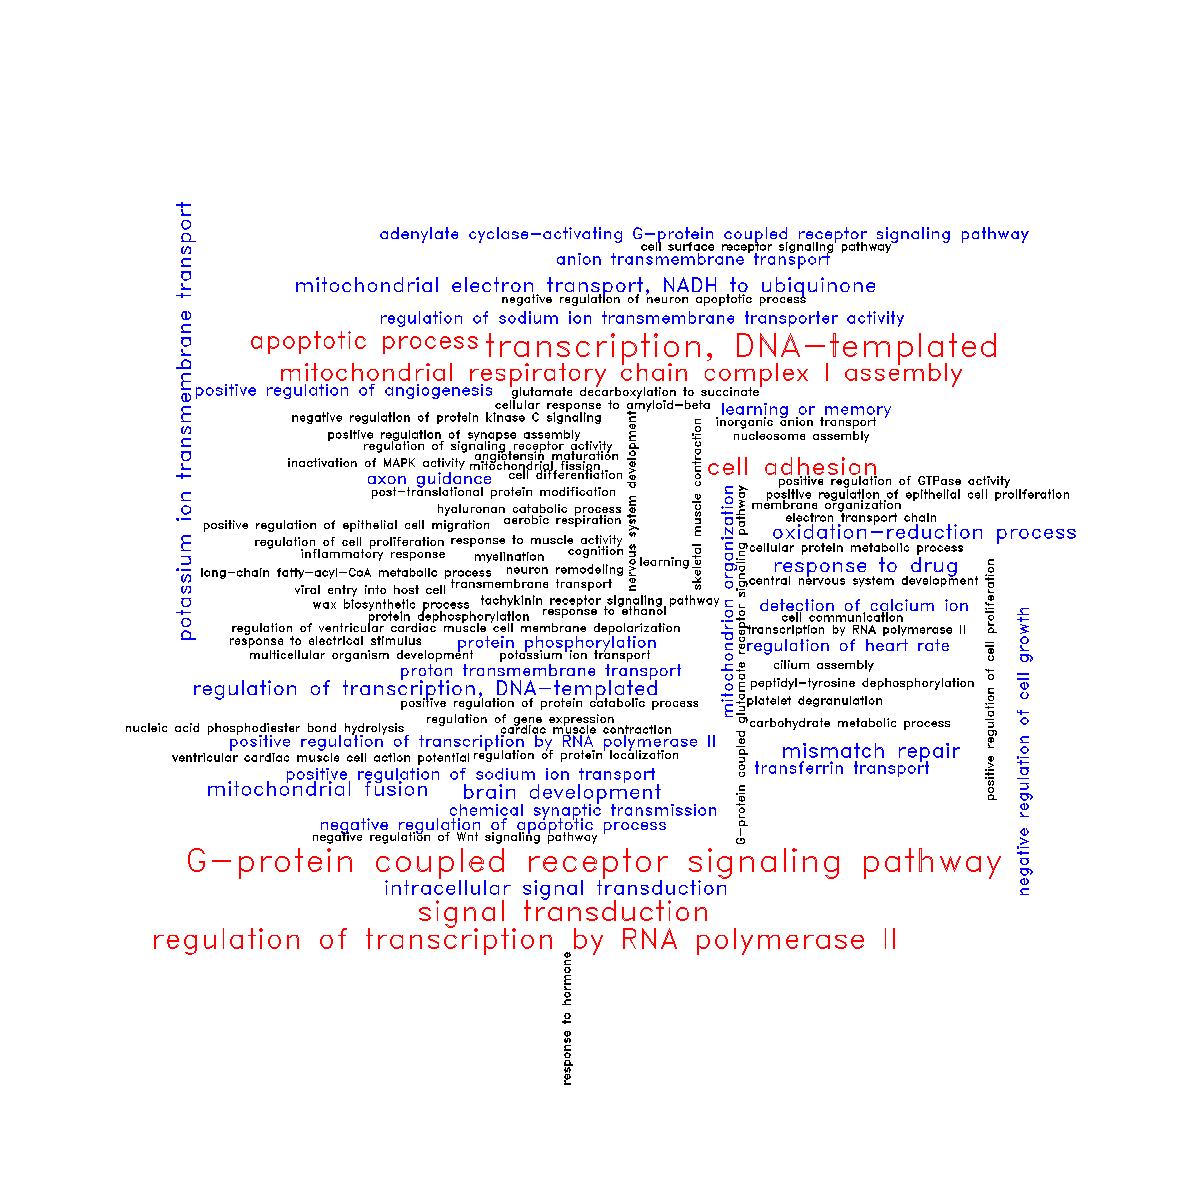 potassium ion transmembrane transport
adenylate cyclase-activating G-protein coupled receptor signaling pathway
cell surface receptor signaling pathway
anion transmembrane transport
mitochondrial electron transport, NADH to ubiquinone
negative regulation of neuron apoptotic process
regulation of sodium ion transmembrane transporter activity
apoptotic process
transcription, DNA-templated
mitochondrial respiratory chain complex I assembly
positive regulation of angiogenesis
glutamate decarboxylation to succinate
cellular response to amyloid-beta
learning or memory
negative regulation of protein kinase C signaling
inorganic anion transport
positive regulation of synapse assembly
nucleosome assembly
regulation of signaling receptor activity
angiotensin maturation
inactivation of MAPK activity
mitochondrial fission
cell adhesion
axon guidance
cell differentiation
positive regulation of GTPase activity
post-translational protein modification
positive regulation of epithelial cell proliferation
hyaluronan catabolic process
membrane organization
positive regulation of epithelial cell migration
aerobic respiration
electron transport chain
nervous system development
skeletal muscle contraction
mitochondrion organization
G-protein coupled glutamate receptor signaling pathway
oxidation-reduction process
regulation of cell proliferation
response to muscle activity
inflammatory response
myelination
cognition
cellular protein metabolic process
learning
long-chain fatty-acyl-CoA metabolic process
neuron remodeling
response to drug
viral entry into host cell
transmembrane transport
central nervous system development
wax biosynthetic process
tachykinin receptor signaling pathway
detection of calcium ion
protein dephosphorylation
response to ethanol
cell communication
regulation of ventricular cardiac muscle cell membrane depolarization
transcription by RNA polymerase II
response to electrical stimulus
protein phosphorylation
regulation of heart rate
multicellular organism development
potassium ion transport
cilium assembly
proton transmembrane transport
peptidyl-tyrosine dephosphorylation
regulation of transcription, DNA-templated
positive regulation of protein catabolic process
platelet degranulation
positive regulation of cell proliferation
negative regulation of cell growth
regulation of gene expression
nucleic acid phosphodiester bond hydrolysis
cardiac muscle contraction
carbohydrate metabolic process
positive regulation of transcription by RNA polymerase II
ventricular cardiac muscle cell action potential
regulation of protein localization
mismatch repair
positive regulation of sodium ion transport
transferrin transport
mitochondrial fusion
brain development
chemical synaptic transmission
negative regulation of apoptotic process
negative regulation of Wnt signaling pathway
G-protein coupled receptor signaling pathway
intracellular signal transduction
signal transduction
regulation of transcription by RNA polymerase II
response to hormone